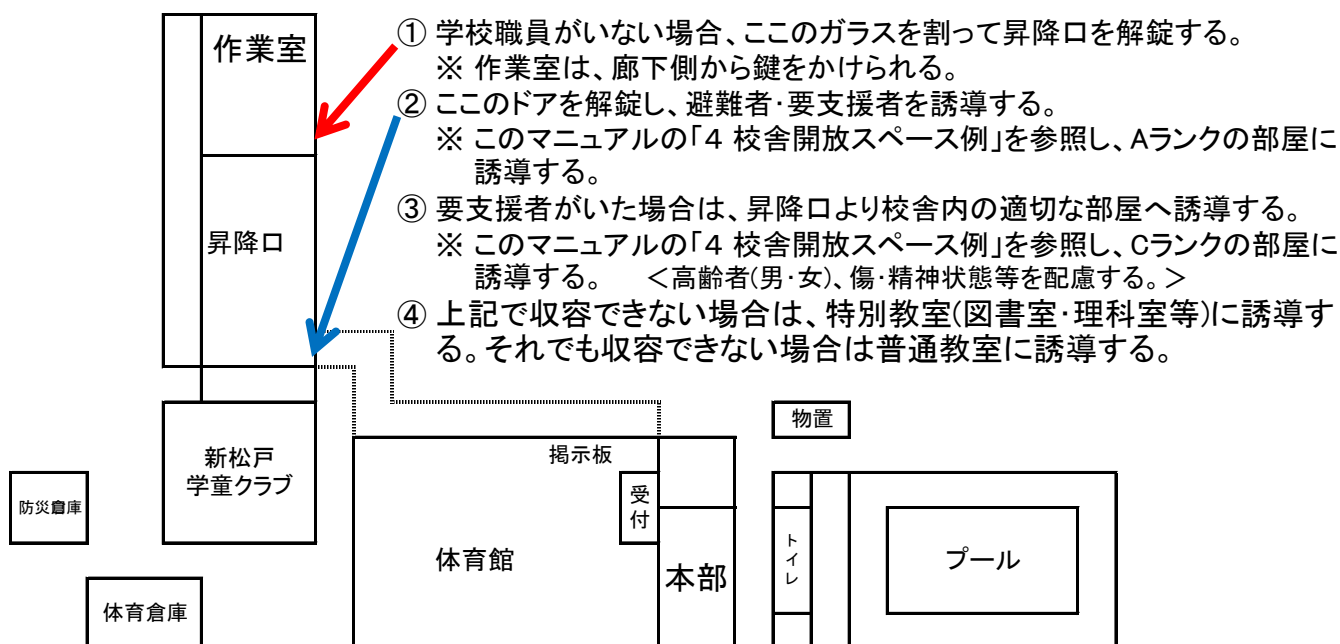 作業室
① 学校職員がいない場合、ここのガラスを割って昇降口を解錠する。
※ 作業室は、廊下側から鍵をかけられる。
② ここのドアを解錠し、避難者・要支援者を誘導する。
※ このマニュアルの「4 校舎開放スペース例」を参照し、Aランクの部屋に
誘導する。
③ 要支援者がいた場合は、昇降口より校舎内の適切な部屋へ誘導する。
※ このマニュアルの「4 校舎開放スペース例」を参照し、Cランクの部屋に
誘導する。 <高齢者(男・女)、傷・精神状態等を配慮する。>
④ 上記で収容できない場合は、特別教室(図書室・理科室等)に誘導す
る。それでも収容できない場合は普通教室に誘導する。
昇降口
新松戸
学童クラブ
防災倉庫
体育倉庫
掲示板
受付
体育館
本部
物置
トイレ
プール